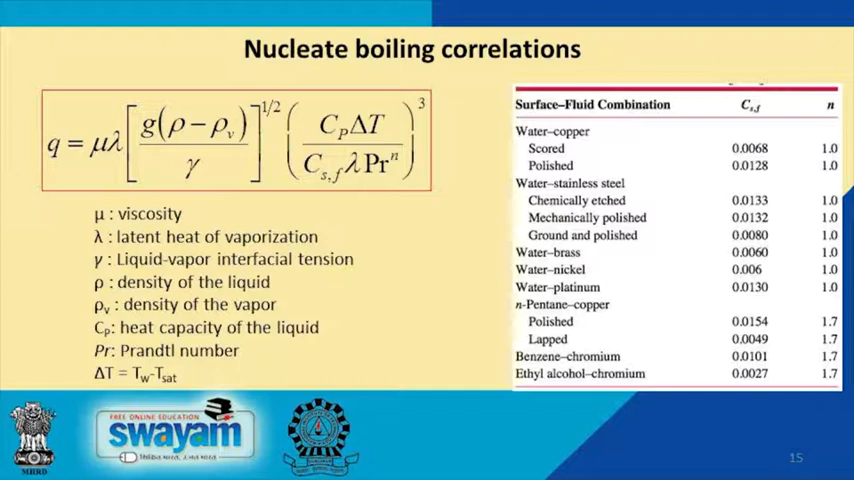 Nucleate boiling correlations
q = μλ [ g(ρ − ρv) / γ ]^1/2 ( CPΔT / Cs,f λ Pr^n )^3
μ : viscosity
λ : latent heat of vaporization
γ : Liquid-vapor interfacial tension
ρ : density of the liquid
ρv : density of the vapor
CP: heat capacity of the liquid
Pr: Prandtl number
ΔT = Tw-Tsat
Surface–Fluid Combination Cs,f n
Water–copper
Scored 0.0068 1.0
Polished 0.0128 1.0
Water–stainless steel
Chemically etched 0.0133 1.0
Mechanically polished 0.0132 1.0
Ground and polished 0.0080 1.0
Water–brass 0.0060 1.0
Water–nickel 0.006 1.0
Water–platinum 0.0130 1.0
n-Pentane–copper
Polished 0.0154 1.7
Lapped 0.0049 1.7
Benzene–chromium 0.0101 1.7
Ethyl alcohol–chromium 0.0027 1.7
MHRD
FREE ONLINE EDUCATION
swayam
15